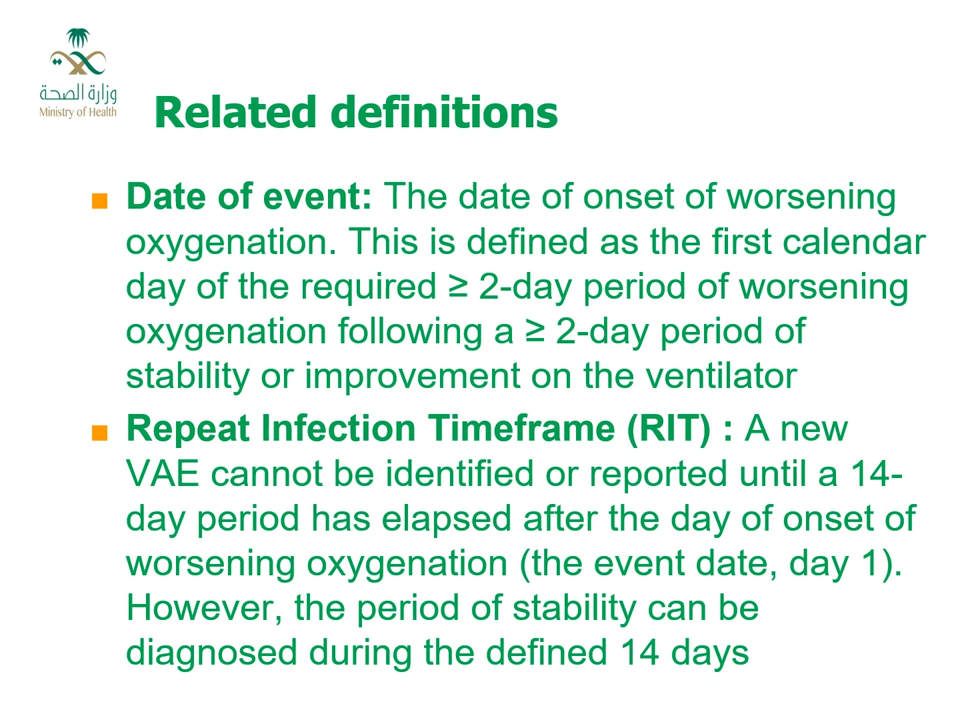 وزارة الصحة
Ministry of Health
Related definitions
Date of event: The date of onset of worsening
oxygenation. This is defined as the first calendar
day of the required ≥ 2-day period of worsening
oxygenation following a ≥ 2-day period of
stability or improvement on the ventilator
Repeat Infection Timeframe (RIT) : A new
VAE cannot be identified or reported until a 14-
day period has elapsed after the day of onset of
worsening oxygenation (the event date, day 1).
However, the period of stability can be
diagnosed during the defined 14 days